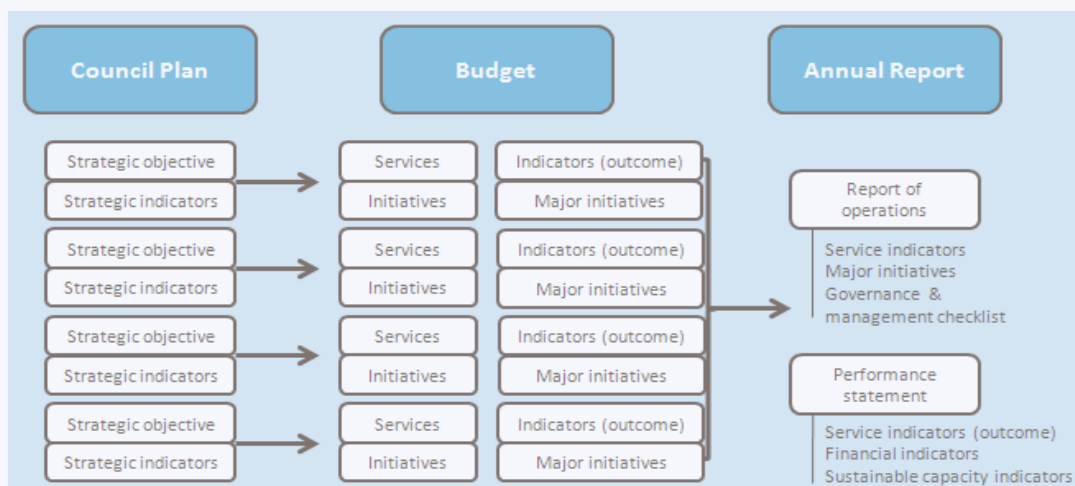 Council Plan
Budget
Annual Report
Strategic objective
Services
Indicators (outcome)
Strategic indicators
Initiatives
Major initiatives
Strategic objective
Services
Indicators (outcome)
Strategic indicators
Initiatives
Major initiatives
Strategic objective
Services
Indicators (outcome)
Strategic indicators
Initiatives
Major initiatives
Strategic objective
Services
Indicators (outcome)
Strategic indicators
Initiatives
Major initiatives
Report of
operations
Service indicators
Major initiatives
Governance &
management checklist
Performance
statement
Service indicators (outcome)
Financial indicators
Sustainable capacity indicators